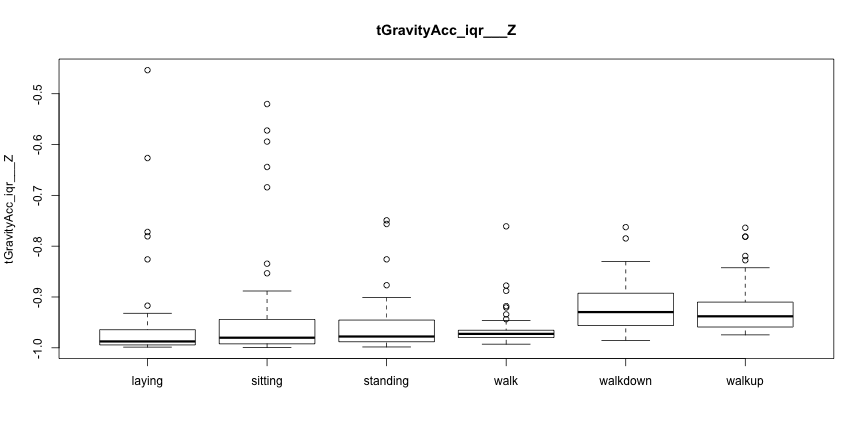 tGravityAcc_iqr___Z
tGravityAcc_iqr___Z
-0.5
-0.6
-0.7
-0.8
-0.9
-1.0
laying sitting standing walk walkdown walkup